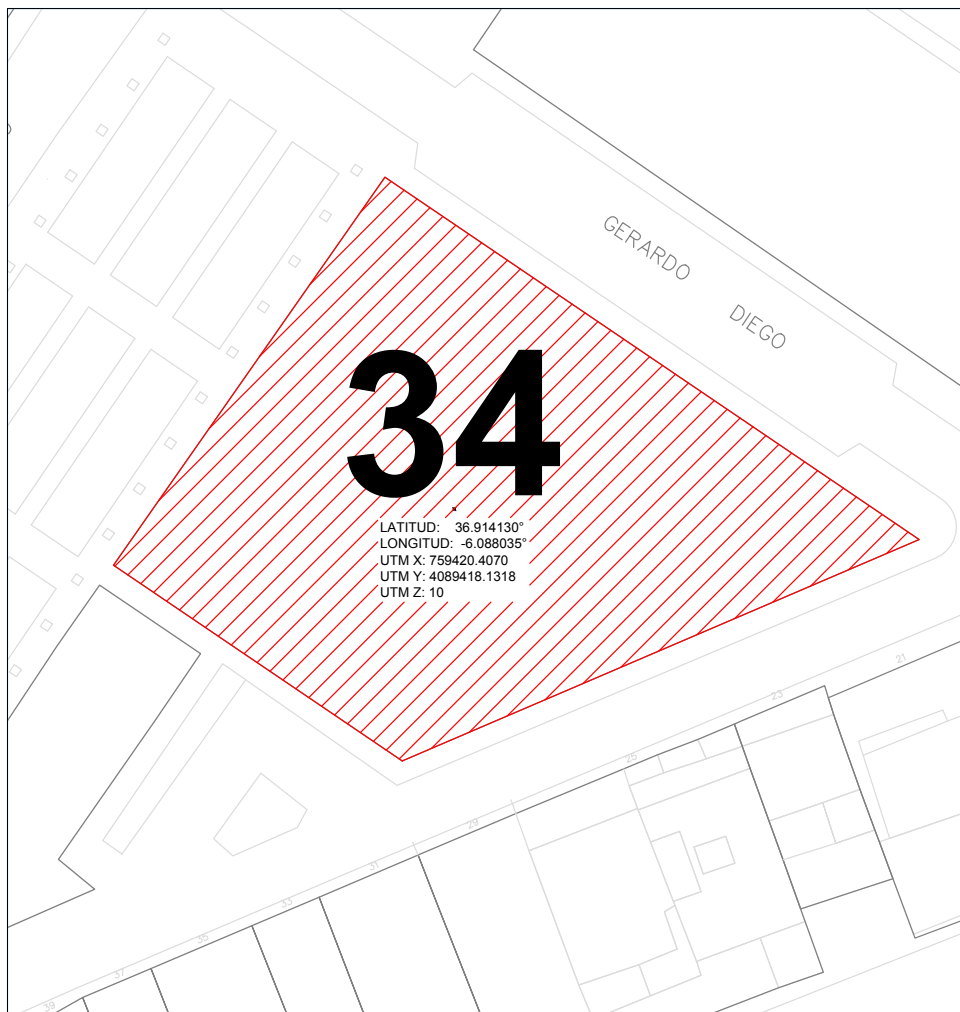 GERARDO
DIEGO
34
LATITUD: 36.914130°
LONGITUD: -6.088035°
UTM X: 759420.4070
UTM Y: 4089418.1318
UTM Z: 10
21
23
25
29
31
33
35
37
39